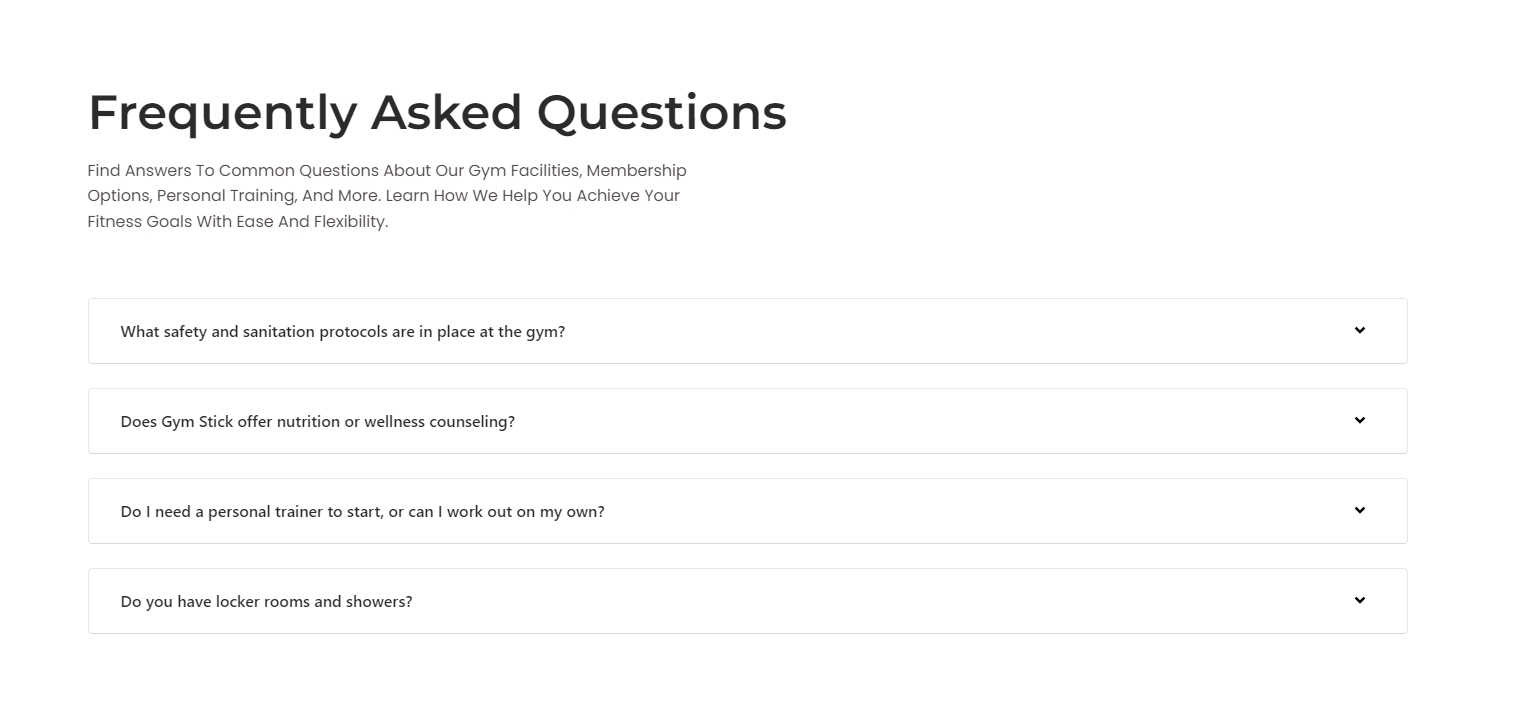 Frequently Asked Questions
Find Answers To Common Questions About Our Gym Facilities, Membership
Options, Personal Training, And More. Learn How We Help You Achieve Your
Fitness Goals With Ease And Flexibility.
What safety and sanitation protocols are in place at the gym?
Does Gym Stick offer nutrition or wellness counseling?
Do I need a personal trainer to start, or can I work out on my own?
Do you have locker rooms and showers?